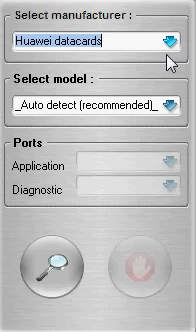 Select manufacturer :
Huawei datacards
Select model :
_Auto detect (recommended)_
Ports
Application
Diagnostic